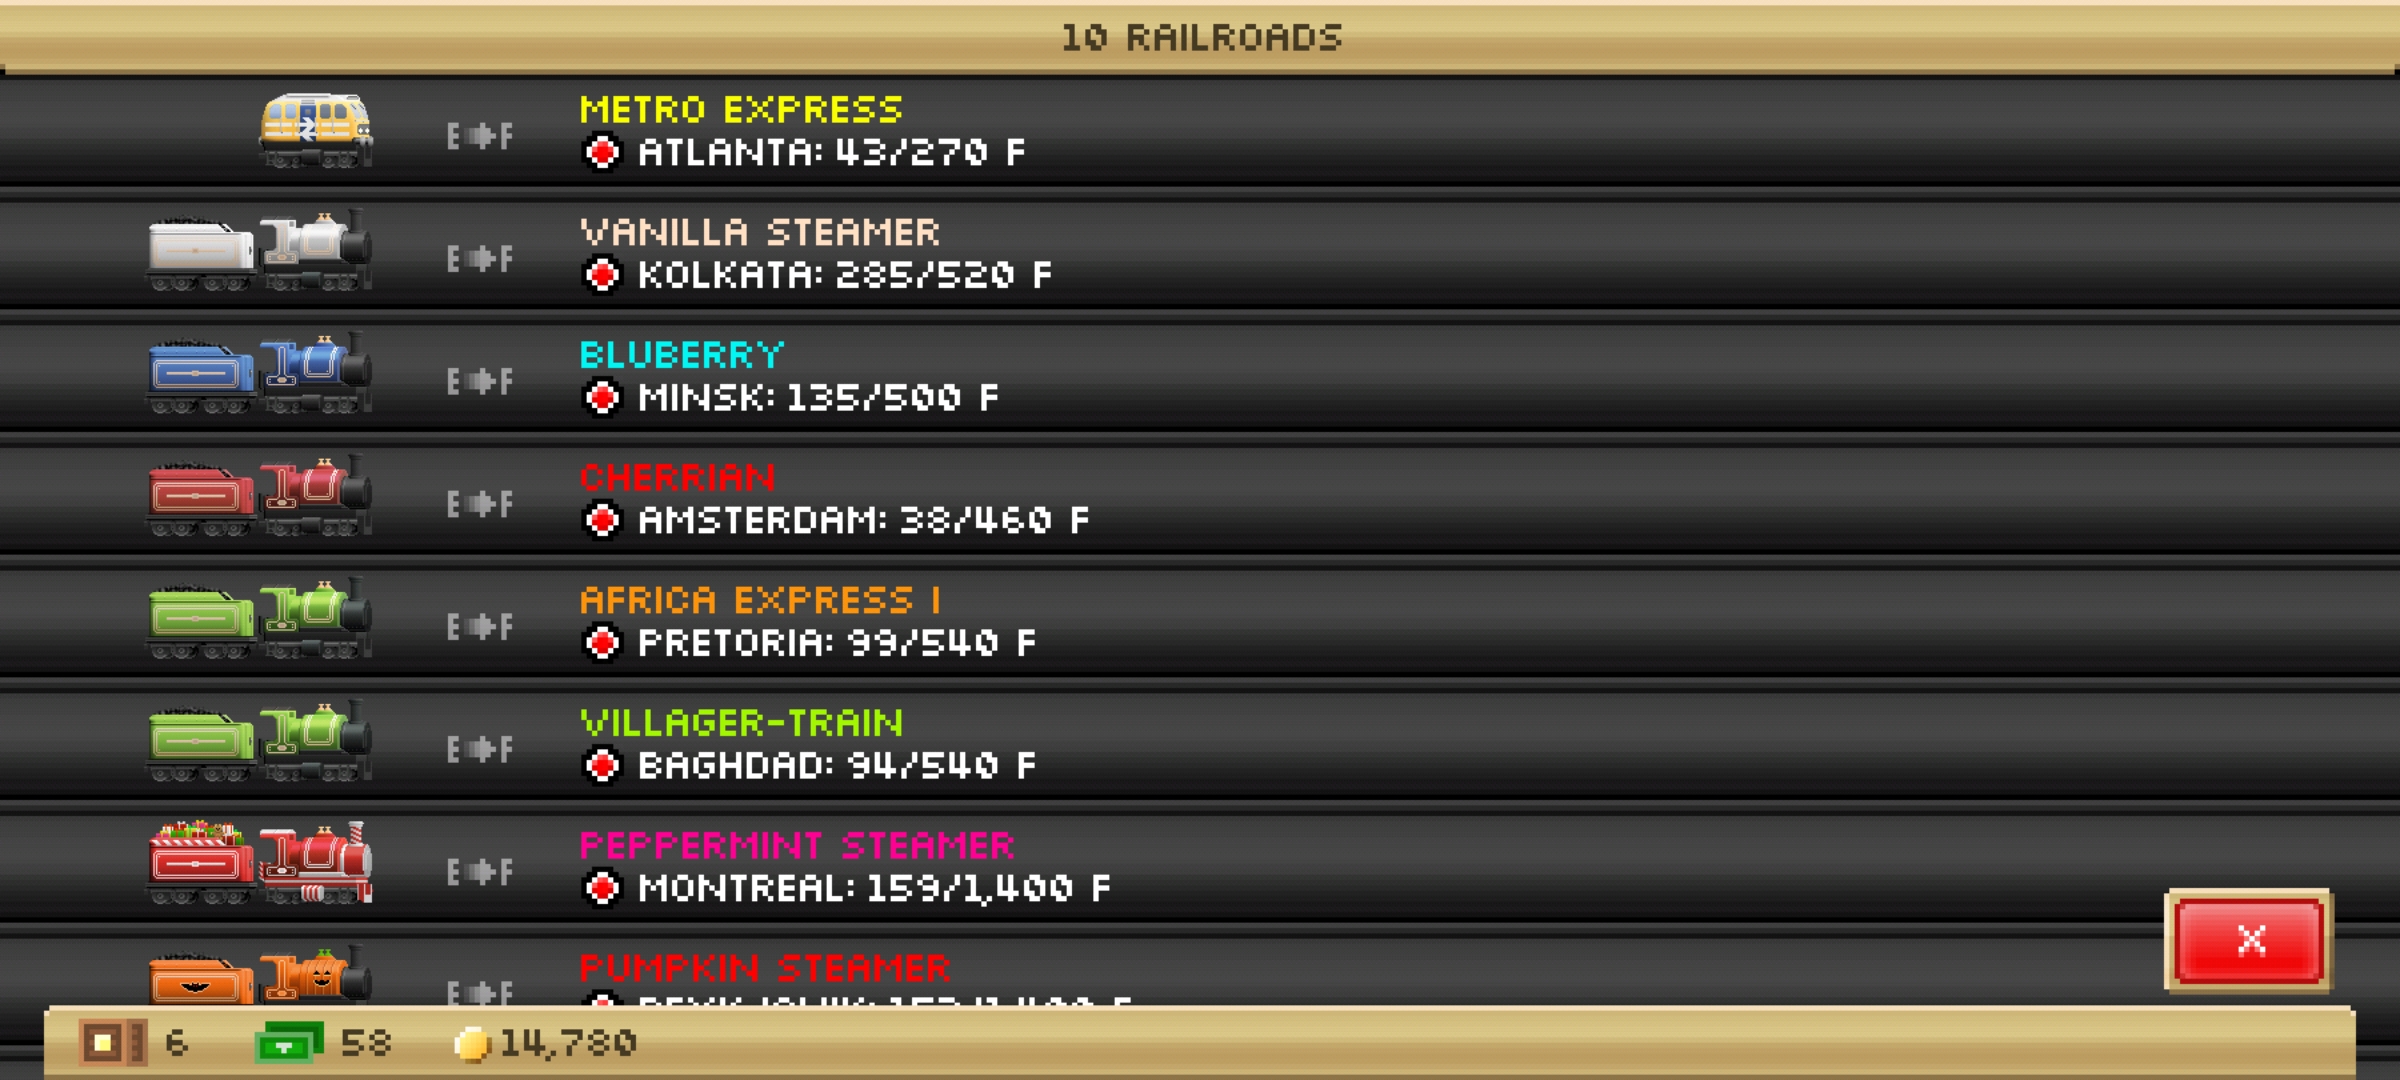 10 RAILROADS
E F METRO EXPRESS
ATLANTA: 43/270 F
E F VANILLA STEAMER
KOLKATA: 285/520 F
E F BLUBERRY
MINSK: 135/500 F
E F CHERRIAN
AMSTERDAM: 38/460 F
E F AFRICA EXPRESS I
PRETORIA: 99/540 F
E F VILLAGER-TRAIN
BAGHDAD: 94/540 F
E F PEPPERMINT STEAMER
MONTREAL: 159/1,400 F
E F PUMPKIN STEAMER
X
6 58 14,780